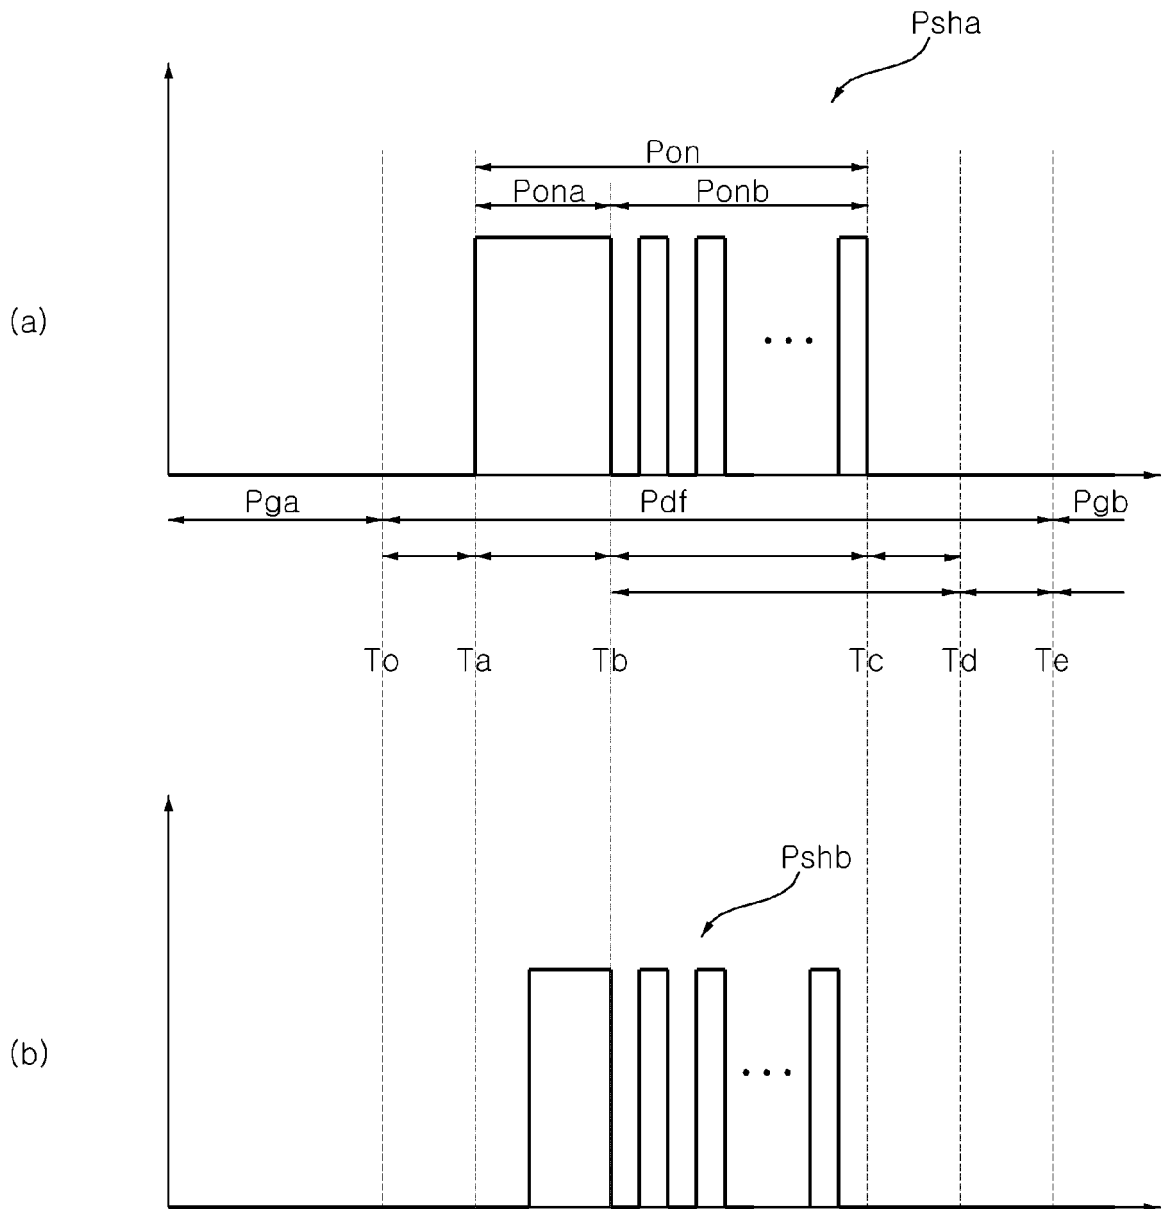 Psha
Pon
Pona Ponb
(a)
Pga Pdf Pgb
To Ta Tb Tc Td Te
Pshb
(b)